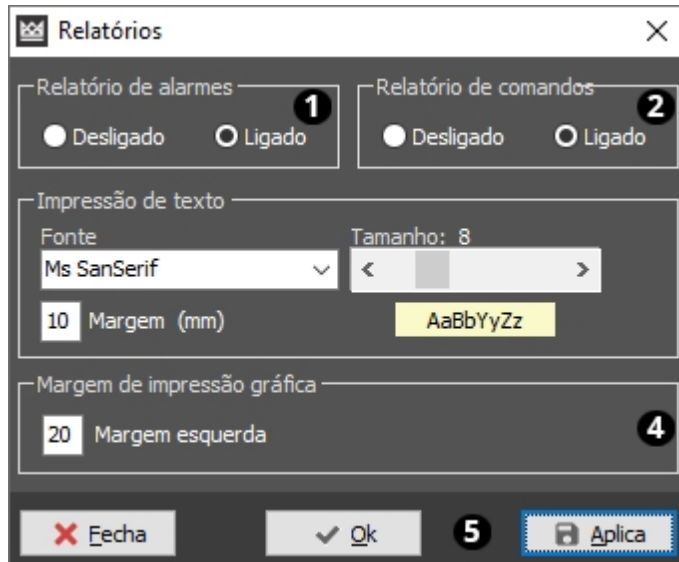 Relatórios
Relatório de alarmes
1
Relatório de comandos
2
Desligado Ligado
Desligado Ligado
Impressão de texto
Fonte
Tamanho: 8
Ms SanSerif
10 Margem (mm)
AaBbYyZz
Margem de impressão gráfica
20 Margem esquerda
4
Fecha
Ok
5
Aplica